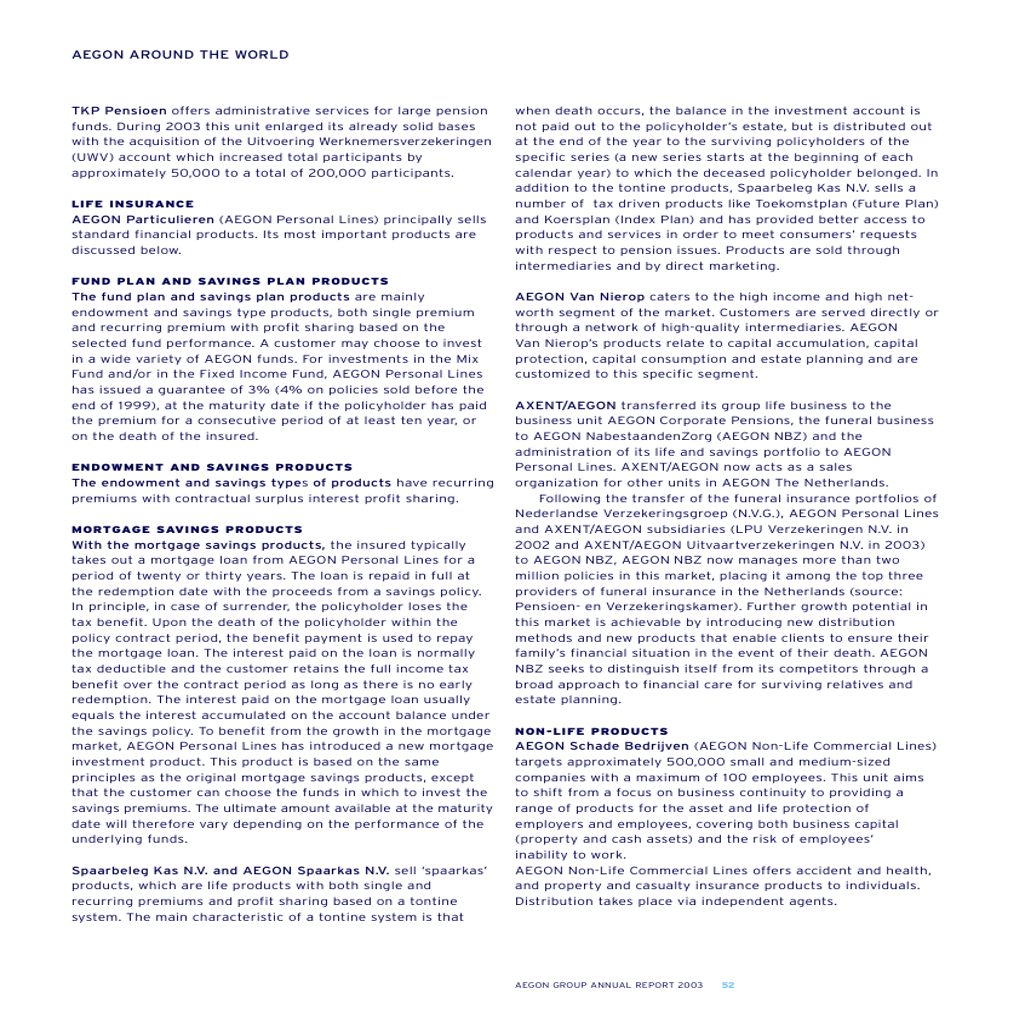 AEGON AROUND THE WORLD
TKP Pensioen offers administrative services for large pension
funds. During 2003 this unit enlarged its already solid bases
with the acquisition of the Uitvoering Werknemersverzekeringen
(UWV) account which increased total participants by
approximately 50,000 to a total of 200,000 participants.
LIFE INSURANCE
AEGON Particulieren (AEGON Personal Lines) principally sells
standard financial products. Its most important products are
discussed below.
FUND PLAN AND SAVINGS PLAN PRODUCTS
The fund plan and savings plan products are mainly
endowment and savings type products, both single premium
and recurring premium with profit sharing based on the
selected fund performance. A customer may choose to invest
in a wide variety of AEGON funds. For investments in the Mix
Fund and/or in the Fixed Income Fund, AEGON Personal Lines
has issued a guarantee of 3% (4% on policies sold before the
end of 1999), at the maturity date if the policyholder has paid
the premium for a consecutive period of at least ten year, or
on the death of the insured.
ENDOWMENT AND SAVINGS PRODUCTS
The endowment and savings types of products have recurring
premiums with contractual surplus interest profit sharing.
MORTGAGE SAVINGS PRODUCTS
With the mortgage savings products, the insured typically
takes out a mortgage loan from AEGON Personal Lines for a
period of twenty or thirty years. The loan is repaid in full at
the redemption date with the proceeds from a savings policy.
In principle, in case of surrender, the policyholder loses the
tax benefit. Upon the death of the policyholder within the
policy contract period, the benefit payment is used to repay
the mortgage loan. The interest paid on the loan is normally
tax deductible and the customer retains the full income tax
benefit over the contract period as long as there is no early
redemption. The interest paid on the mortgage loan usually
equals the interest accumulated on the account balance under
the savings policy. To benefit from the growth in the mortgage
market, AEGON Personal Lines has introduced a new mortgage
investment product. This product is based on the same
principles as the original mortgage savings products, except
that the customer can choose the funds in which to invest the
savings premiums. The ultimate amount available at the maturity
date will therefore vary depending on the performance of the
underlying funds.
Spaarbeleg Kas N.V. and AEGON Spaarkas N.V. sell 'spaarkas'
products, which are life products with both single and
recurring premiums and profit sharing based on a tontine
system. The main characteristic of a tontine system is that
when death occurs, the balance in the investment account is
not paid out to the policyholder's estate, but is distributed out
at the end of the year to the surviving policyholders of the
specific series (a new series starts at the beginning of each
calendar year) to which the deceased policyholder belonged. In
addition to the tontine products, Spaarbeleg Kas N.V. sells a
number of tax driven products like Toekomstplan (Future Plan)
and Koersplan (Index Plan) and has provided better access to
products and services in order to meet consumers' requests
with respect to pension issues. Products are sold through
intermediaries and by direct marketing.
AEGON Van Nierop caters to the high income and high net-
worth segment of the market. Customers are served directly or
through a network of high-quality intermediaries. AEGON
Van Nierop's products relate to capital accumulation, capital
protection, capital consumption and estate planning and are
customized to this specific segment.
AXENT/AEGON transferred its group life business to the
business unit AEGON Corporate Pensions, the funeral business
to AEGON NabestaandenZorg (AEGON NBZ) and the
administration of its life and savings portfolio to AEGON
Personal Lines. AXENT/AEGON now acts as a sales
organization for other units in AEGON The Netherlands.
Following the transfer of the funeral insurance portfolios of
Nederlandse Verzekeringsgroep (N.V.G.), AEGON Personal Lines
and AXENT/AEGON subsidiaries (LPU Verzekeringen N.V. in
2002 and AXENT/AEGON Uitvaartverzekeringen N.V. in 2003)
to AEGON NBZ, AEGON NBZ now manages more than two
million policies in this market, placing it among the top three
providers of funeral insurance in the Netherlands (source:
Pensioen- en Verzekeringskamer). Further growth potential in
this market is achievable by introducing new distribution
methods and new products that enable clients to ensure their
family's financial situation in the event of their death. AEGON
NBZ seeks to distinguish itself from its competitors through a
broad approach to financial care for surviving relatives and
estate planning.
NON-LIFE PRODUCTS
AEGON Schade Bedrijven (AEGON Non-Life Commercial Lines)
targets approximately 500,000 small and medium-sized
companies with a maximum of 100 employees. This unit aims
to shift from a focus on business continuity to providing a
range of products for the asset and life protection of
employers and employees, covering both business capital
(property and cash assets) and the risk of employees'
inability to work.
AEGON Non-Life Commercial Lines offers accident and health,
and property and casualty insurance products to individuals.
Distribution takes place via independent agents.
AEGON GROUP ANNUAL REPORT 2003 52